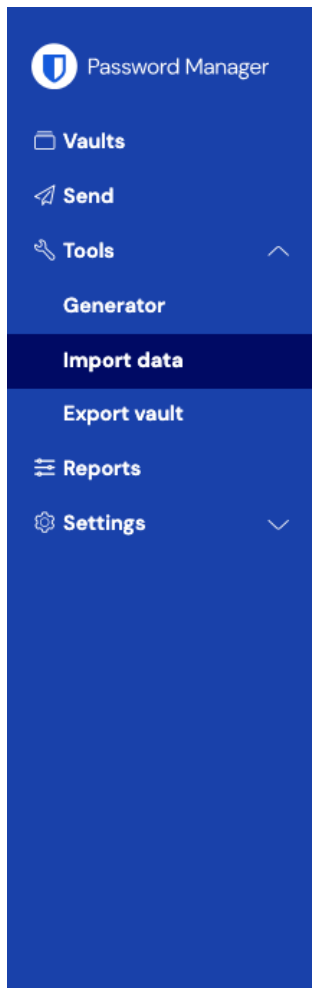 Password Manager
Vaults
Send
Tools
Generator
Import data
Export vault
Reports
Settings